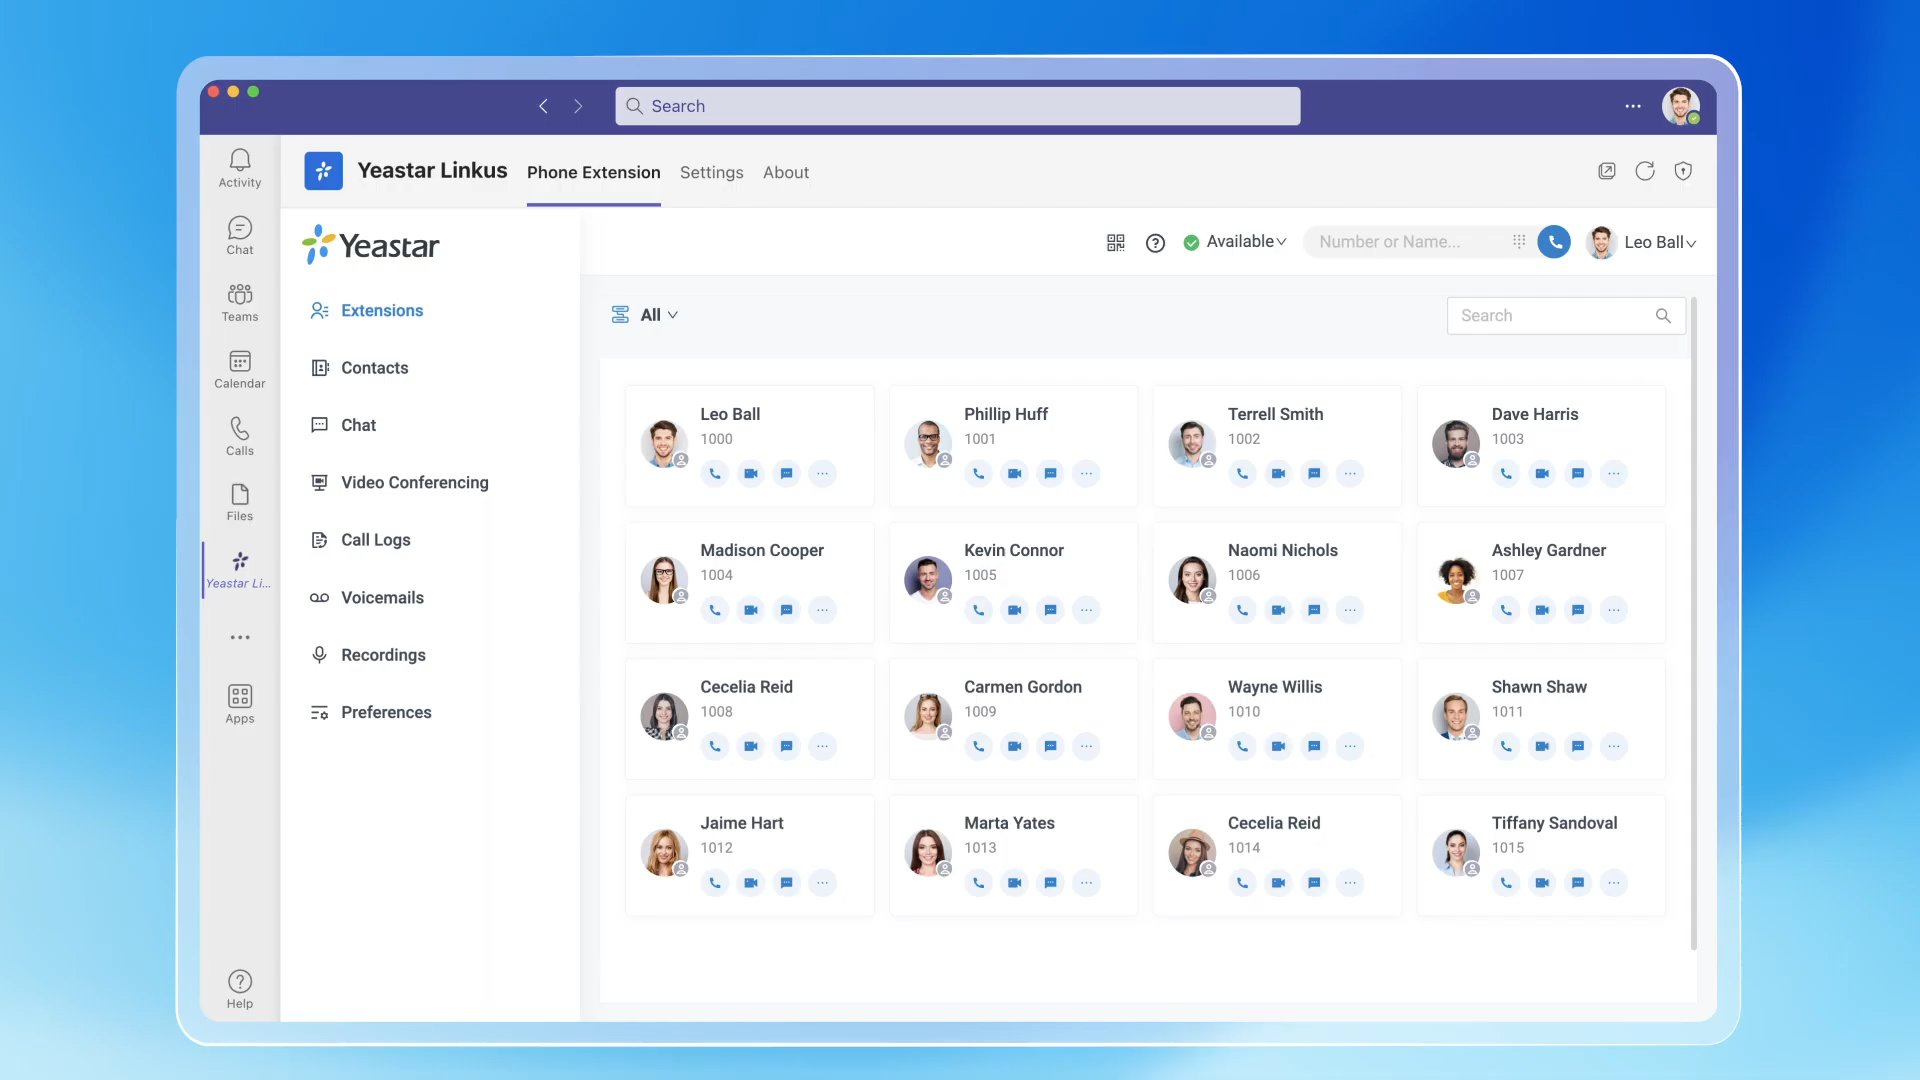 Search
Activity
Chat
Teams
Calendar
Calls
Files
Yeastar Li...
Apps
Help
Yeastar Linkus
Phone Extension
Settings
About
Yeastar
Available
Number or Name...
Leo Ball
Extensions
Contacts
Chat
Video Conferencing
Call Logs
Voicemails
Recordings
Preferences
All
Search
Leo Ball
1000
Phillip Huff
1001
Terrell Smith
1002
Dave Harris
1003
Madison Cooper
1004
Kevin Connor
1005
Naomi Nichols
1006
Ashley Gardner
1007
Cecelia Reid
1008
Carmen Gordon
1009
Wayne Willis
1010
Shawn Shaw
1011
Jaime Hart
1012
Marta Yates
1013
Cecelia Reid
1014
Tiffany Sandoval
1015